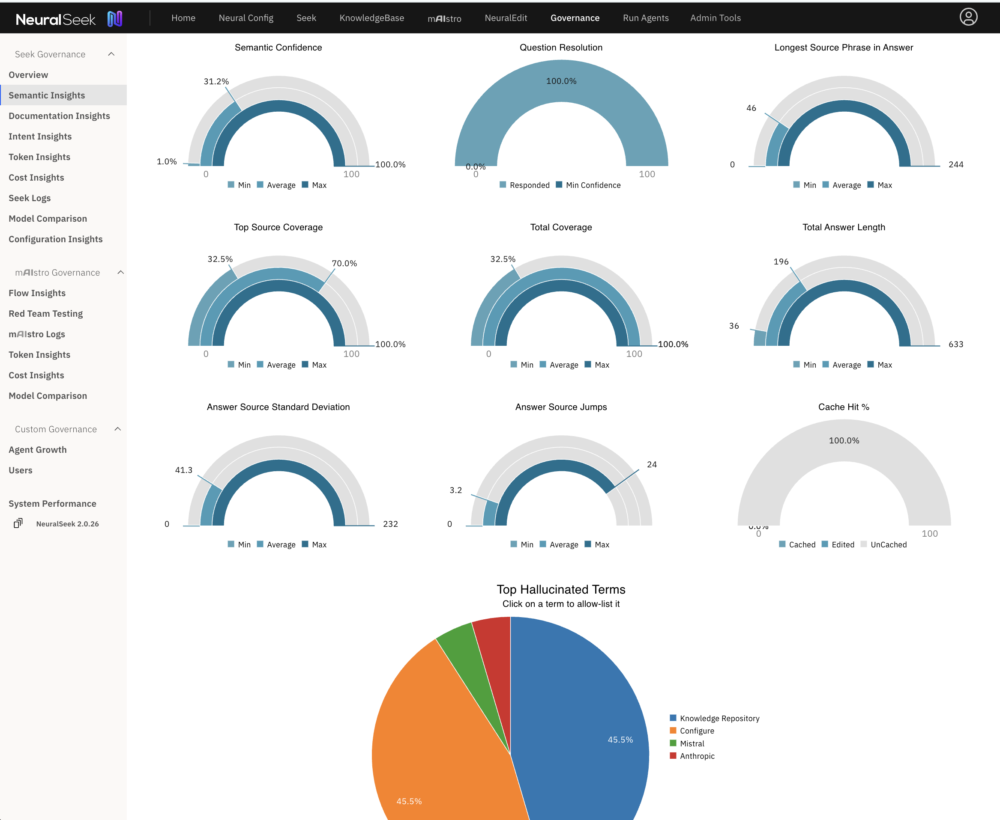 NeuralSeek
Home
Neural Config
Seek
KnowledgeBase
mAIstro
NeuralEdit
Governance
Run Agents
Admin Tools
Seek Governance
Overview
Semantic Insights
Documentation Insights
Intent Insights
Token Insights
Cost Insights
Seek Logs
Model Comparison
Configuration Insights
mAIstro Governance
Flow Insights
Red Team Testing
mAIstro Logs
Token Insights
Cost Insights
Model Comparison
Custom Governance
Agent Growth
Users
System Performance
NeuralSeek 2.0.26
Semantic Confidence
31.2%
1.0%
100.0%
0
100
Min Average Max
Question Resolution
100.0%
0.0%
0
100
Responded Min Confidence
Longest Source Phrase in Answer
46
0
244
Min Average Max
Top Source Coverage
32.5%
70.0%
100.0%
0
100
Min Average Max
Total Coverage
32.5%
100.0%
0
100
Min Average Max
Total Answer Length
196
36
633
Min Average Max
Answer Source Standard Deviation
41.3
0
232
Min Average Max
Answer Source Jumps
24
3.2
0
Min Average Max
Cache Hit %
100.0%
0.0%
0
100
Cached Edited UnCached
Top Hallucinated Terms
Click on a term to allow-list it
45.5%
45.5%
Knowledge Repository
Configure
Mistral
Anthropic